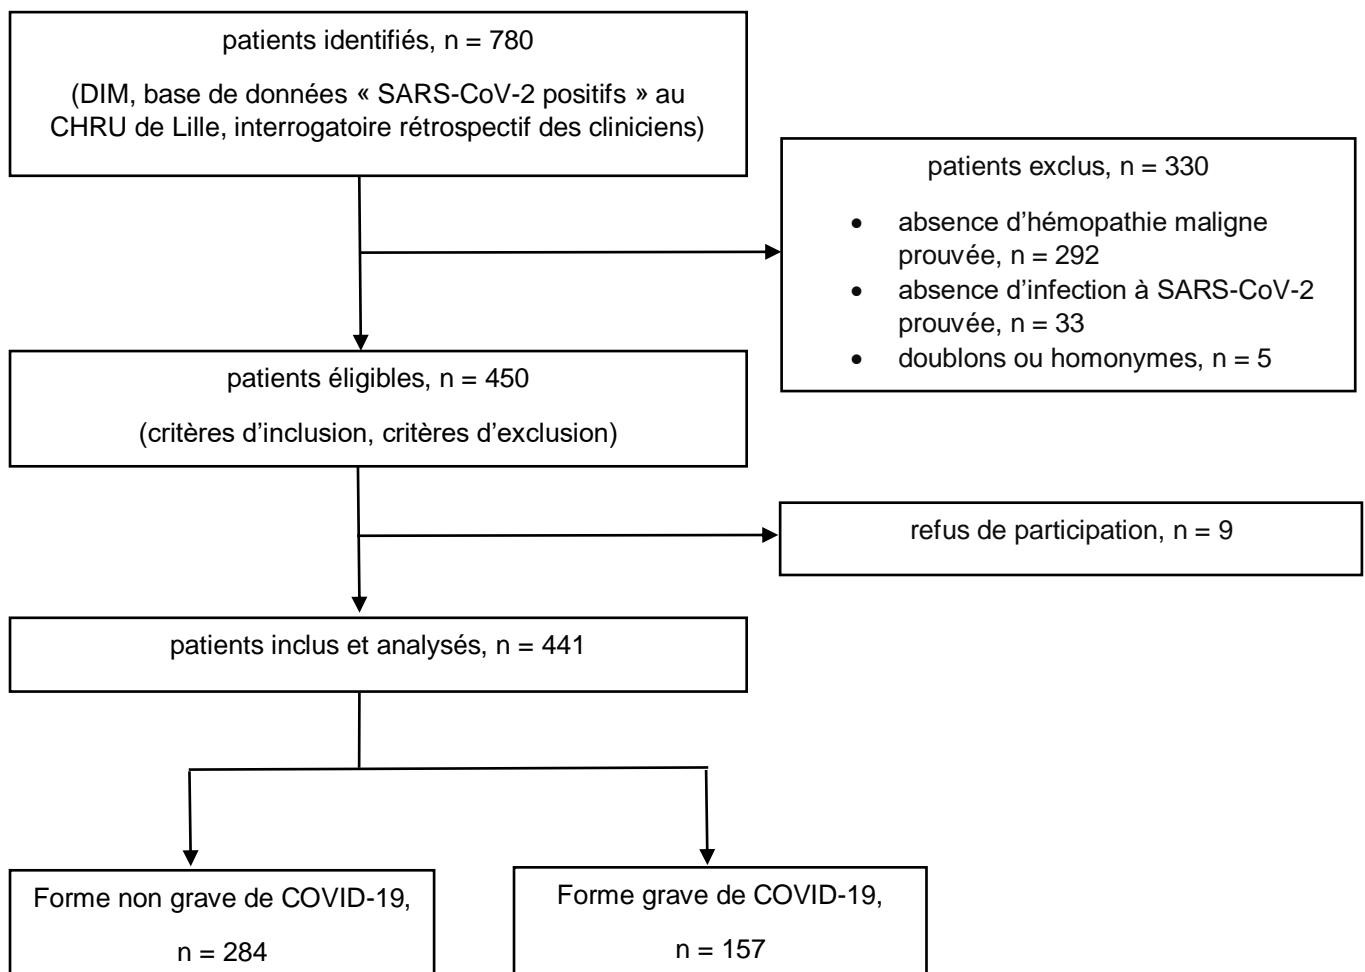 patients identifiés, n = 780
(DIM, base de données « SARS-CoV-2 positifs » au
CHRU de Lille, interrogatoire rétrospectif des cliniciens)
patients exclus, n = 330
• absence d’hémopathie maligne
prouvée, n = 292
• absence d’infection à SARS-CoV-2
prouvée, n = 33
• doublons ou homonymes, n = 5
patients éligibles, n = 450
(critères d’inclusion, critères d’exclusion)
refus de participation, n = 9
patients inclus et analysés, n = 441
Forme non grave de COVID-19,
n = 284
Forme grave de COVID-19,
n = 157